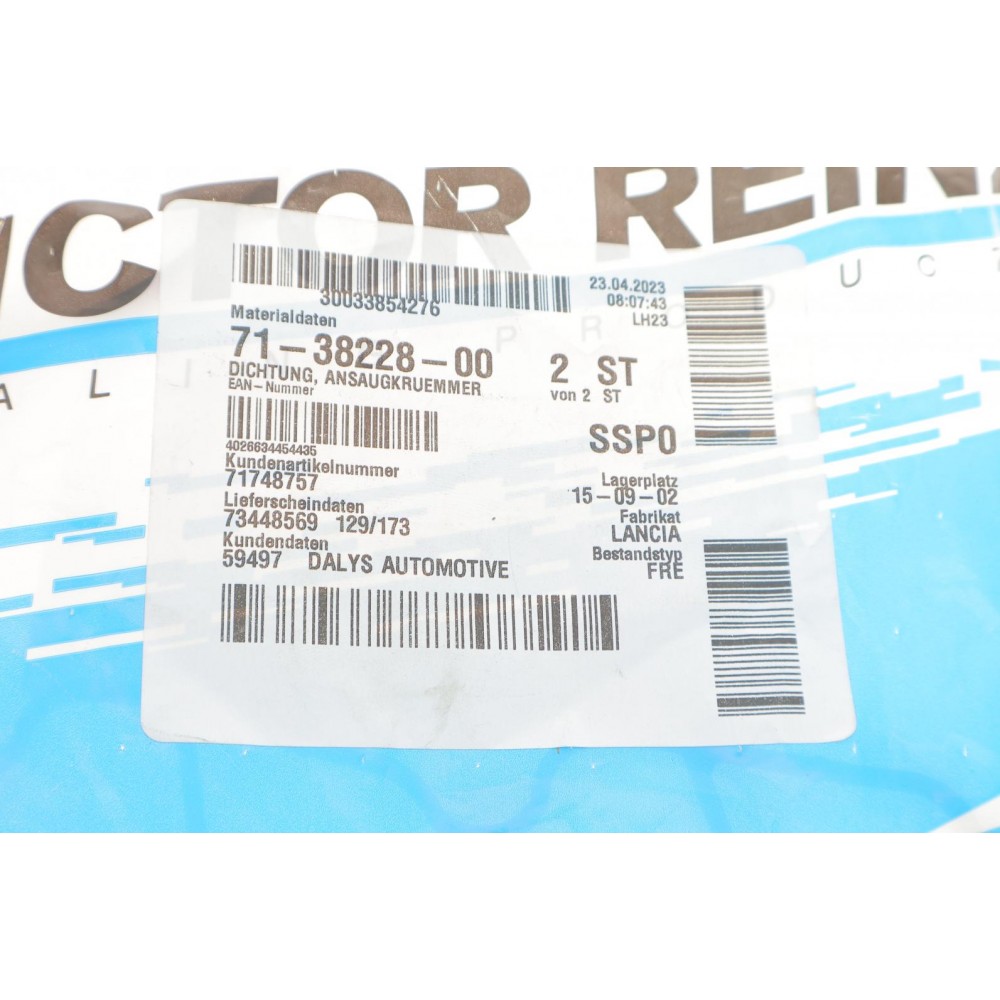 ICTOR REIN
30033854276
23.04.2023
08:07:43
LH23
Materialdaten
71-38228-00
2 ST
DICHTUNG, ANSAUGKRUEMMER
von 2 ST
EAN-Nummer
4026634454435
SSPO
Kundenartikelnummer
71748757
Lagerplatz
15-09-02
Lieferscheindaten
73448569 129/173
Fabrikat
LANCIA
Kundendaten
59497 DALYS AUTOMOTIVE
Bestandstyp
FRE